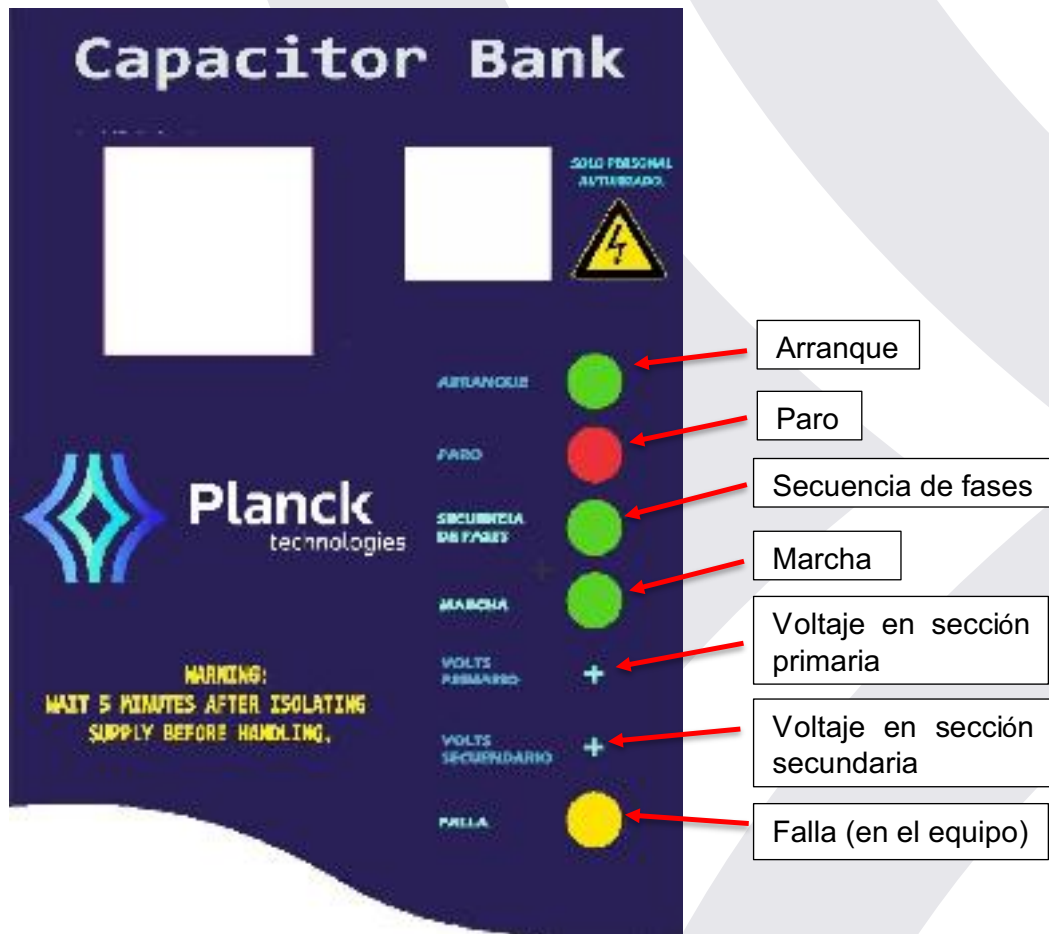 Capacitor Bank
SOLO PERSONAL
AUTORIZADO.
ARRANQUE
Arranque
PARO
Paro
SECUENCIA
DE FASES
Secuencia de fases
MARCHA
Marcha
Planck
technologies
VOLTS
PRIMARIO
Voltaje en sección
primaria
WARNING:
WAIT 5 MINUTES AFTER ISOLATING
SUPPLY BEFORE HANDLING.
VOLTS
SECUENDARIO
Voltaje en sección
secundaria
FALLA
Falla (en el equipo)